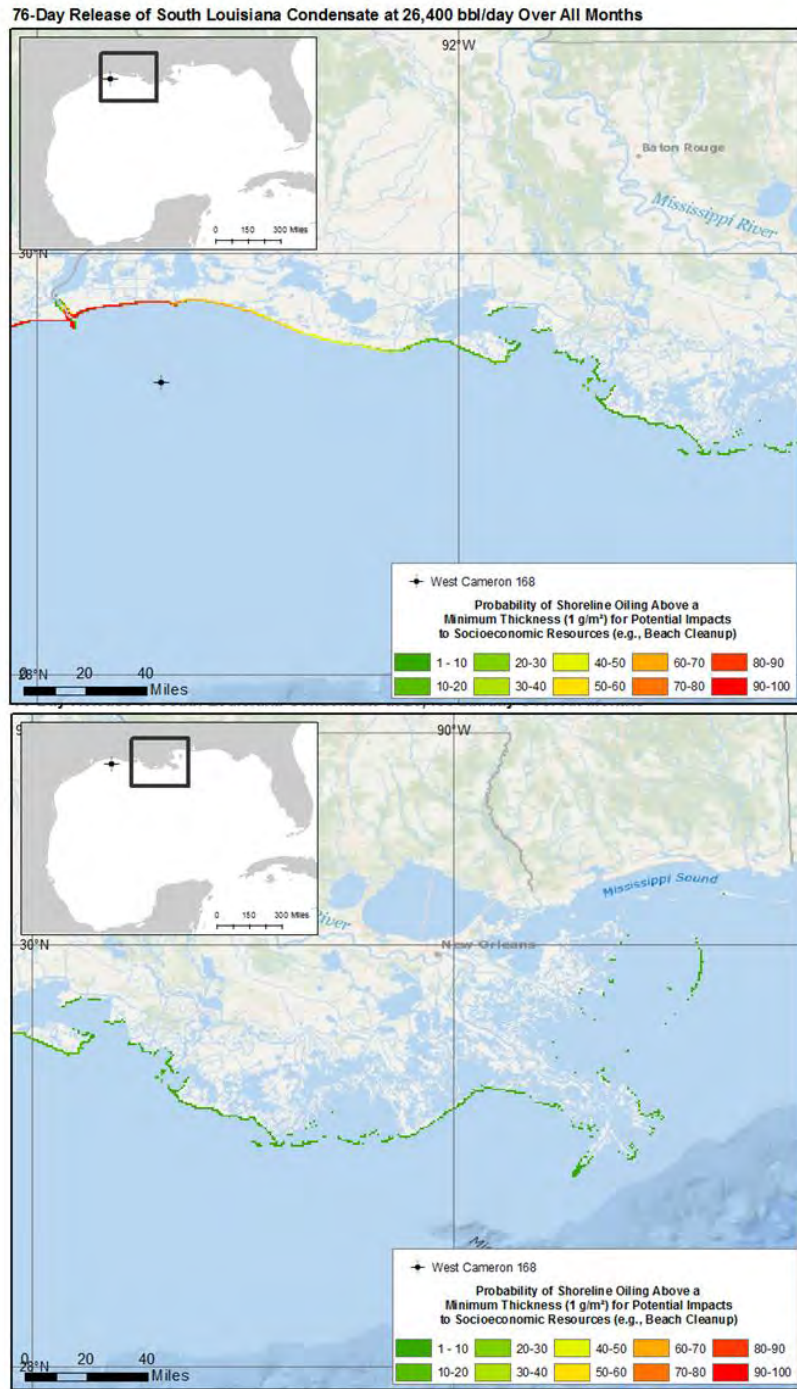 76-Day Release of South Louisiana Condensate at 26,400 bbl/day Over All Months
92°W
0 150 300 Miles
Baton Rouge
Mississippi River
30°N
West Cameron 168
Probability of Shoreline Oiling Above a
Minimum Thickness (1 g/m²) for Potential Impacts
to Socioeconomic Resources (e.g., Beach Cleanup)
1 - 10 20-30 40-50 60-70 80-90
10-20 30-40 50-60 70-80 90-100
28°N
0 20 40
Miles
90°W
0 150 300 Miles
Mississippi Sound
River
30°N
New Orleans
West Cameron 168
Probability of Shoreline Oiling Above a
Minimum Thickness (1 g/m²) for Potential Impacts
to Socioeconomic Resources (e.g., Beach Cleanup)
1 - 10 20-30 40-50 60-70 80-90
10-20 30-40 50-60 70-80 90-100
28°N
0 20 40
Miles